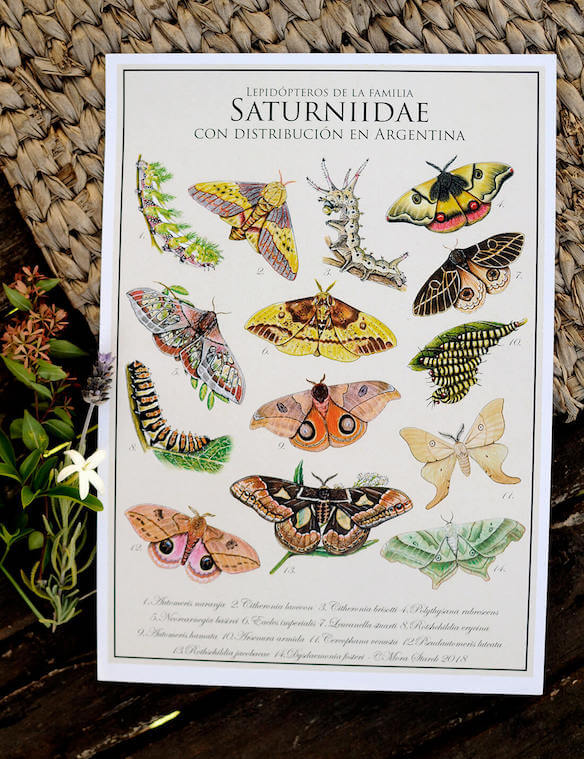 Lepidópteros de la familia
Saturniidae
con distribución en Argentina
1.
2.
3.
4.
5.
6.
7.
8.
9.
10.
11.
12.
13.
14.
1. Automeris naranja 2. Citheronia laocoon 3. Citheronia brisotti 4. Polythysana rubrescens
5. Neocarnegia basirei 6. Eacles imperialis 7. Leucanella stuarti 8. Rothchildia erycina
9. Automeris hamata 10. Arsenura armida 11. Cercophana venusta 12. Pseudautomeris luteata
13. Rothschildia jacobaeae 14. Dysdaemonia fosteri - © Mora Starck 2018